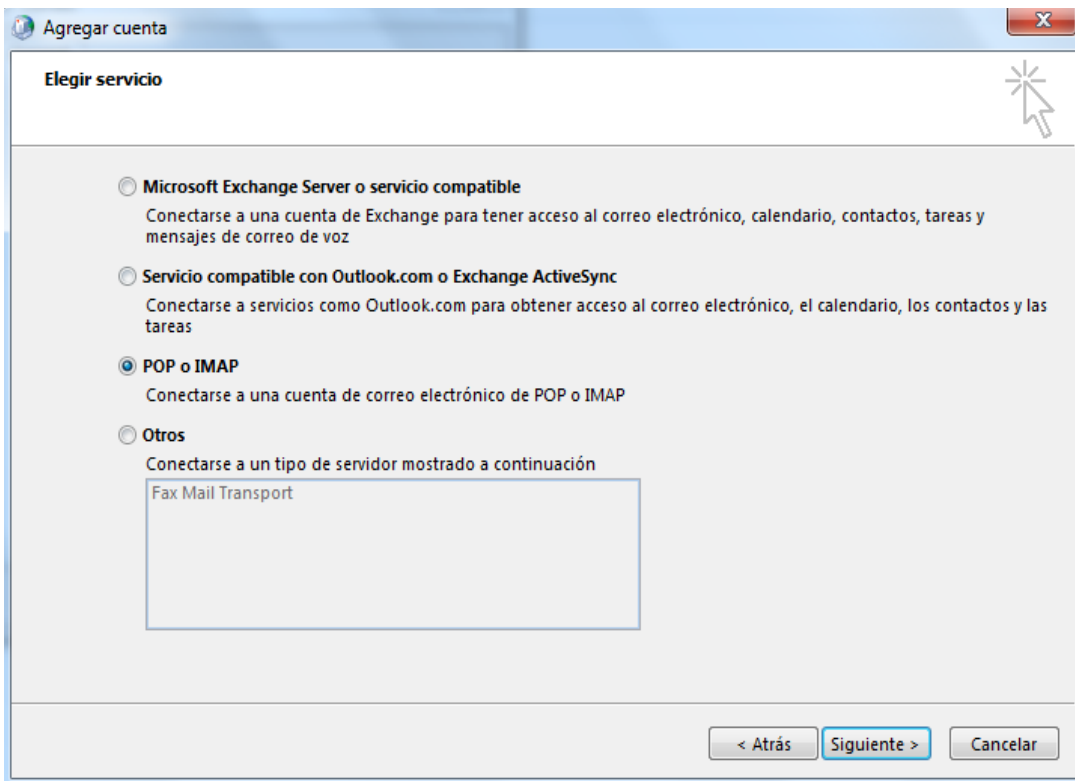 Agregar cuenta
Elegir servicio
Microsoft Exchange Server o servicio compatible
Conectarse a una cuenta de Exchange para tener acceso al correo electrónico, calendario, contactos, tareas y
mensajes de correo de voz
Servicio compatible con Outlook.com o Exchange ActiveSync
Conectarse a servicios como Outlook.com para obtener acceso al correo electrónico, el calendario, los contactos y las
tareas
POP o IMAP
Conectarse a una cuenta de correo electrónico de POP o IMAP
Otros
Conectarse a un tipo de servidor mostrado a continuación
Fax Mail Transport
< Atrás
Siguiente >
Cancelar